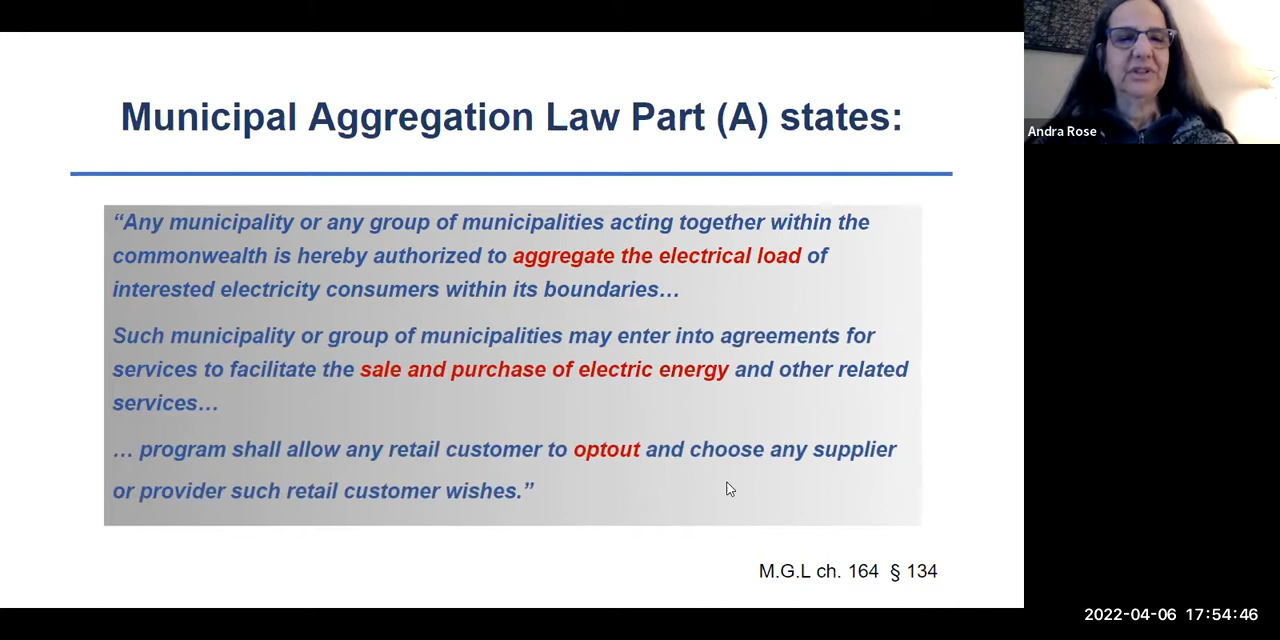 Municipal Aggregation Law Part (A) states:
“Any municipality or any group of municipalities acting together within the
commonwealth is hereby authorized to aggregate the electrical load of
interested electricity consumers within its boundaries…
Such municipality or group of municipalities may enter into agreements for
services to facilitate the sale and purchase of electric energy and other related
services…
… program shall allow any retail customer to optout and choose any supplier
or provider such retail customer wishes.”
M.G.L ch. 164 § 134
Andra Rose
2022-04-06 17:54:46